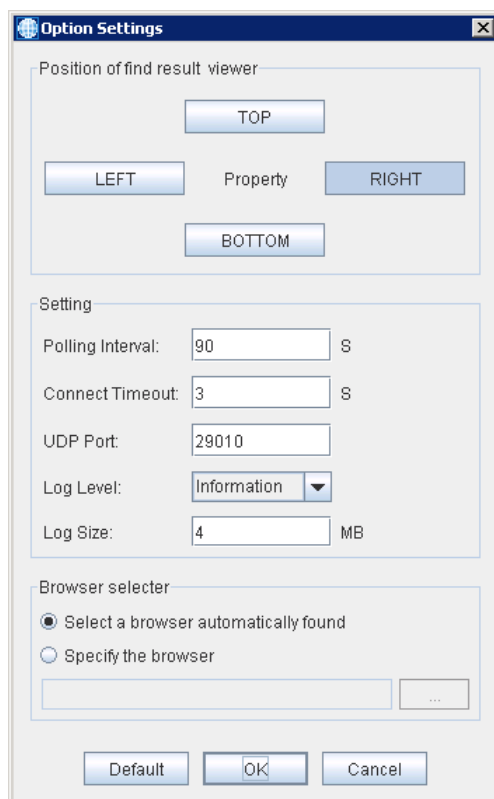 Option Settings
Position of find result viewer
TOP
LEFT Property RIGHT
BOTTOM
Setting
Polling Interval: 90 S
Connect Timeout: 3 S
UDP Port: 29010
Log Level: Information
Log Size: 4 MB
Browser selecter
Select a browser automatically found
Specify the browser
...
Default OK Cancel